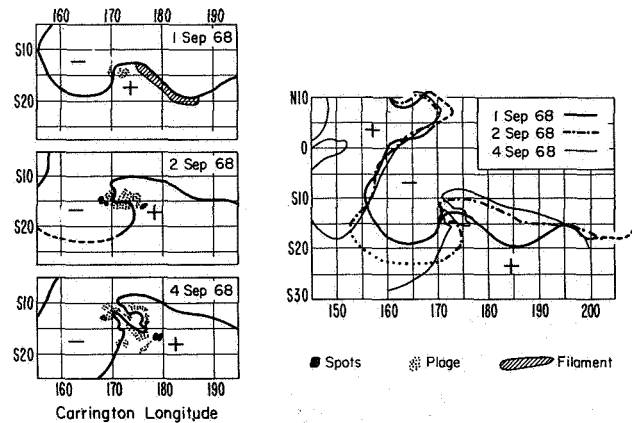 160 170 180 190
1 Sep 68
S10
−
+
S20
2 Sep 68
S10
−
+
S20
4 Sep 68
S10
−
+
S20
160 170 180 190
Carrington Longitude
N10
0
S10
S20
S30
+
−
+
1 Sep 68
2 Sep 68
4 Sep 68
150 160 170 180 190 200
Spots Plage Filament